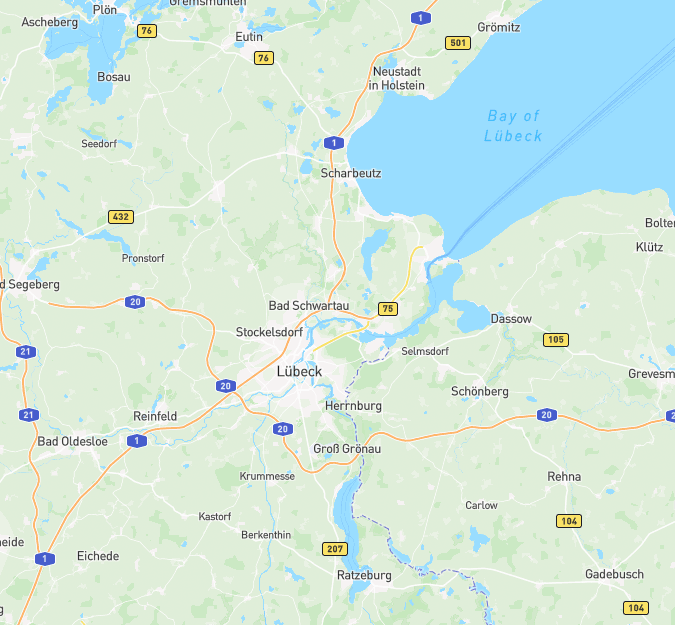 Plön
Gremsmühlen
1
Ascheberg
76
Grömitz
Eutin
501
76
Neustadt
in Holstein
Bosau
Bay of
Lübeck
Seedorf
1
Scharbeutz
432
Bolter
Klütz
Pronstorf
d Segeberg
20
Bad Schwartau
75
Dassow
Stockelsdorf
105
21
Selmsdorf
Lübeck
Grevesm
20
Schönberg
Herrnburg
21
Reinfeld
20
2
20
1
Bad Oldesloe
Groß Grönau
Krummesse
Rehna
Carlow
Kastorf
104
Berkenthin
eide
207
Eichede
1
Ratzeburg
Gadebusch
g
104